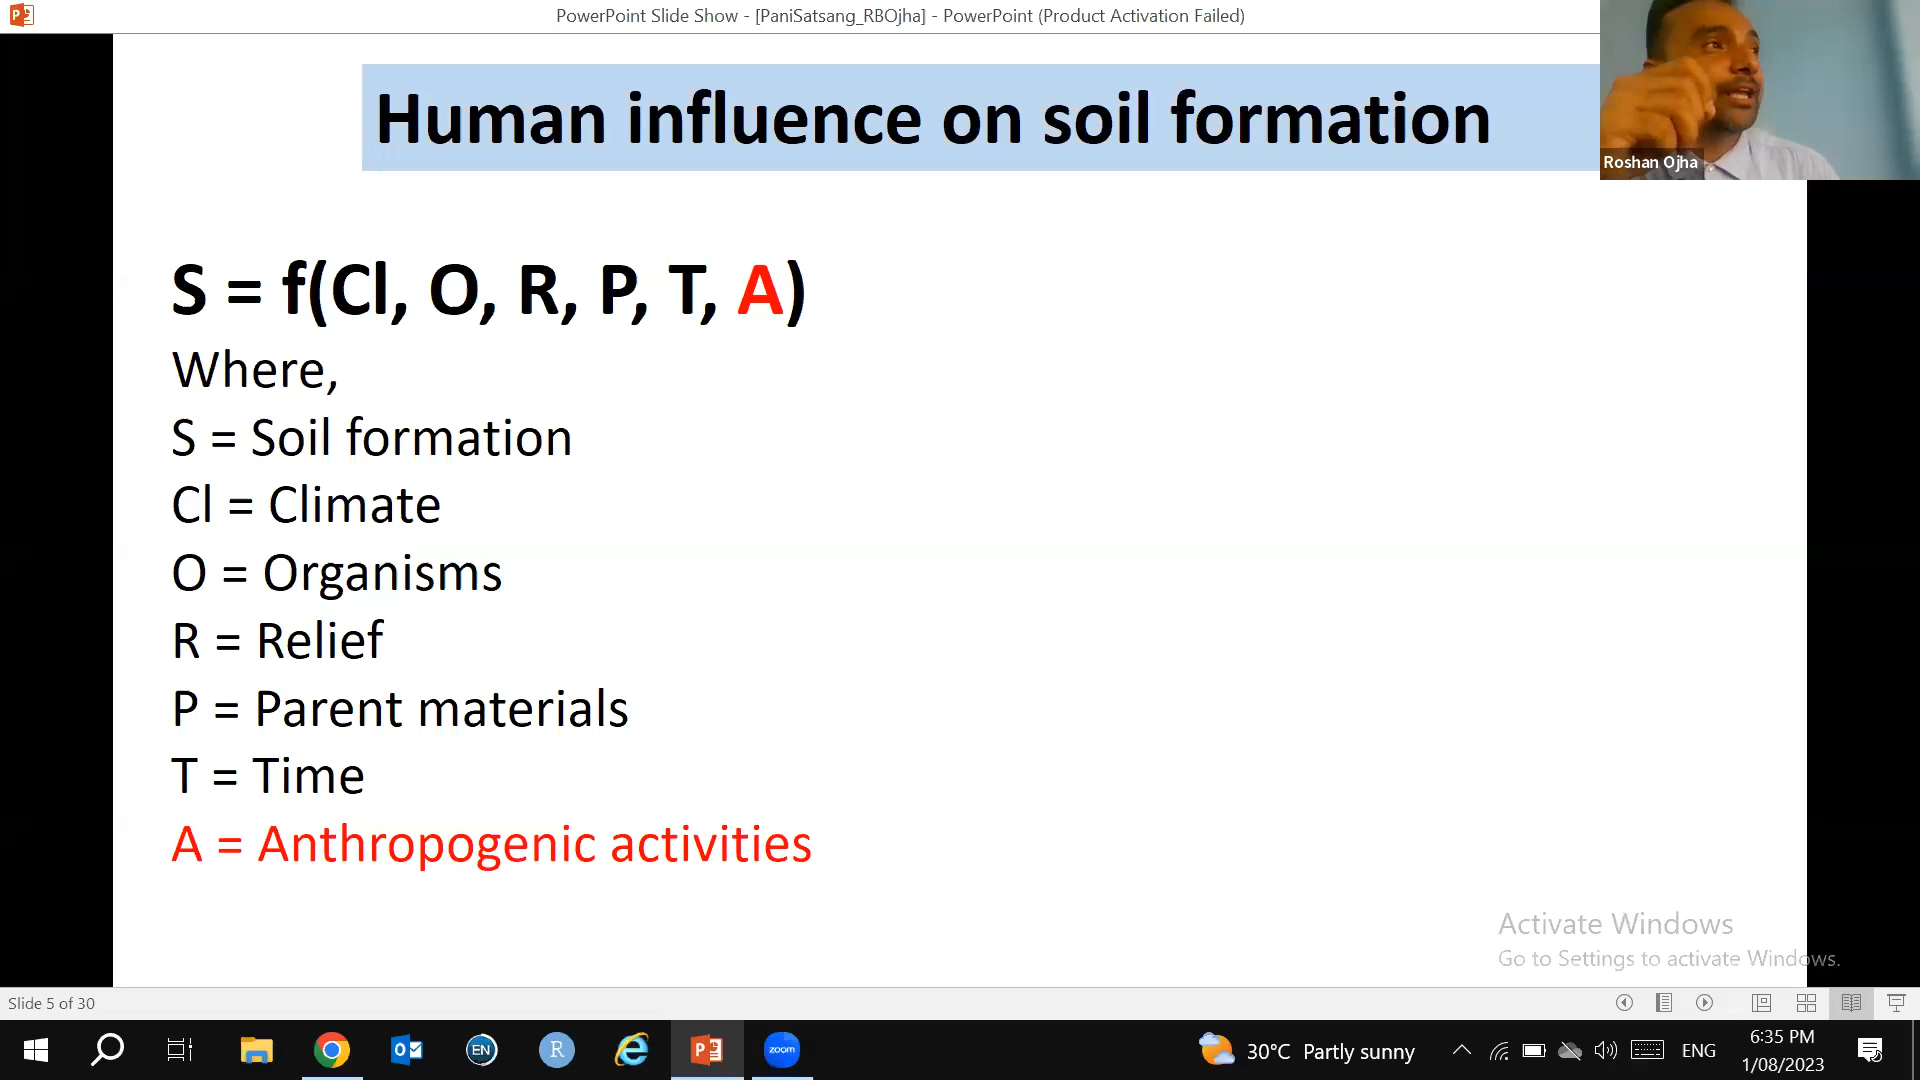 PowerPoint Slide Show - [PaniSatsang_RBOjha] - PowerPoint (Product Activation Failed)
Human influence on soil formation
Roshan Ojha
S = f(Cl, O, R, P, T, A)
Where,
S = Soil formation
Cl = Climate
O = Organisms
R = Relief
P = Parent materials
T = Time
A = Anthropogenic activities
Activate Windows
Go to Settings to activate Windows.
Slide 5 of 30
EN
R
zoom
30°C Partly sunny
ENG
6:35 PM
1/08/2023